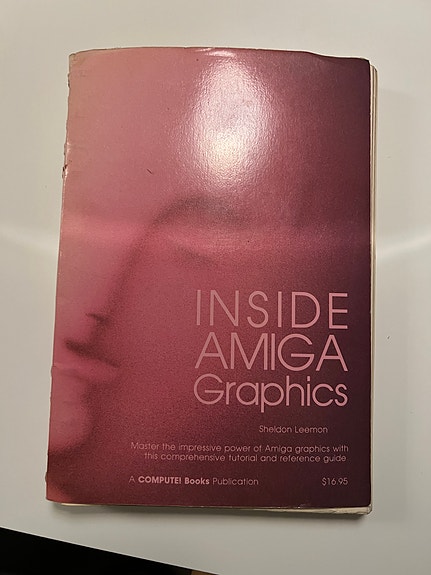 INSIDE
AMIGA
Graphics
Sheldon Leemon
Master the impressive power of Amiga graphics with
this comprehensive tutorial and reference guide.
A COMPUTE! Books Publication
$16.95